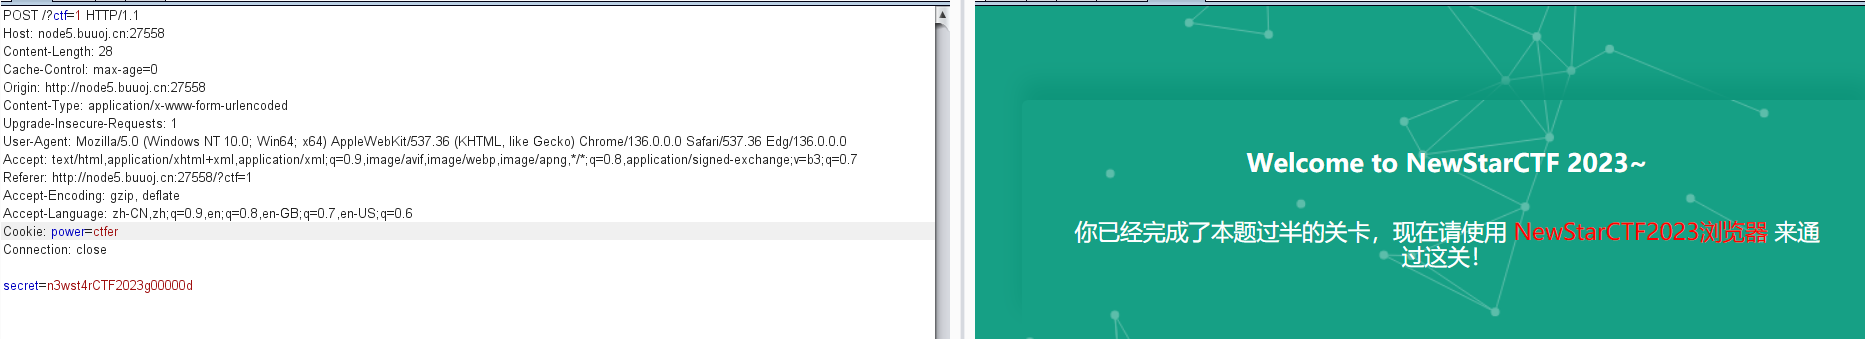 POST /?ctf=1 HTTP/1.1
Host: node5.buuoj.cn:27558
Content-Length: 28
Cache-Control: max-age=0
Origin: http://node5.buuoj.cn:27558
Content-Type: application/x-www-form-urlencoded
Upgrade-Insecure-Requests: 1
User-Agent: Mozilla/5.0 (Windows NT 10.0; Win64; x64) AppleWebKit/537.36 (KHTML, like Gecko) Chrome/136.0.0.0 Safari/537.36 Edg/136.0.0.0
Accept: text/html,application/xhtml+xml,application/xml;q=0.9,image/avif,image/webp,image/apng,*/*;q=0.8,application/signed-exchange;v=b3;q=0.7
Referer: http://node5.buuoj.cn:27558/?ctf=1
Accept-Encoding: gzip, deflate
Accept-Language: zh-CN,zh;q=0.9,en;q=0.8,en-GB;q=0.7,en-US;q=0.6
Cookie: power=ctfer
Connection: close
secret=n3wst4rCTF2023g00000d
Welcome to NewStarCTF 2023~
你已经完成了本题过半的关卡，现在请使用 NewStarCTF2023浏览器 来通
过这关！